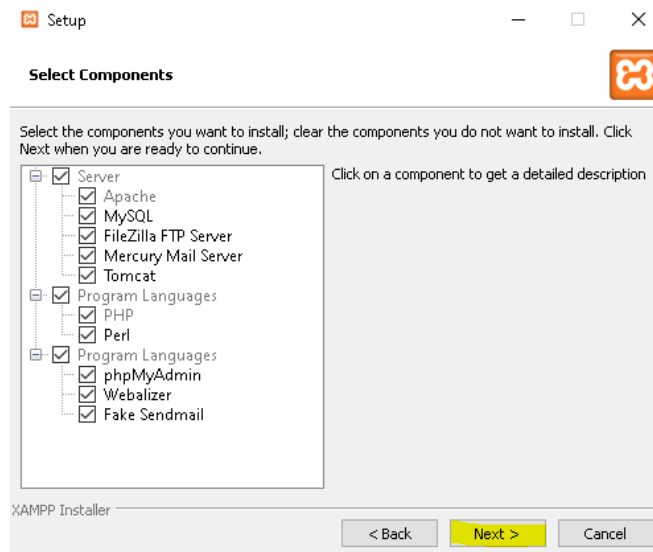 Setup
Select Components
Select the components you want to install; clear the components you do not want to install. Click
Next when you are ready to continue.
Server
Apache
MySQL
FileZilla FTP Server
Mercury Mail Server
Tomcat
Program Languages
PHP
Perl
Program Languages
phpMyAdmin
Webalizer
Fake Sendmail
Click on a component to get a detailed description
XAMPP Installer
< Back
Next >
Cancel